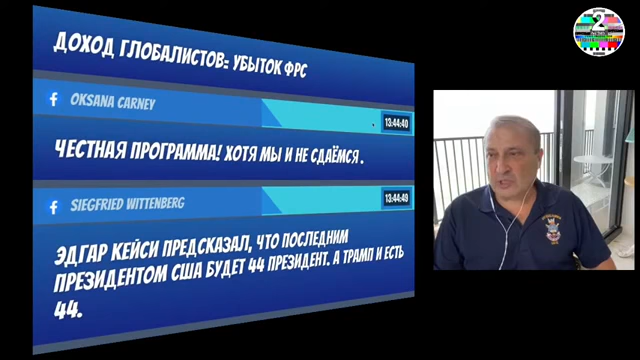 ДОХОД ГЛОБАЛИСТОВ= УБЫТОК ФРС
OKSANA CARNEY
13:44:40
ЧЕСТНАЯ ПРОГРАММА! ХОТЯ МЫ И НЕ СДАЁМСЯ.
SIEGFRIED WITTENBERG
13:44:40
ЭДГАР КЕЙСИ ПРЕДСКАЗАЛ, ЧТО ПОСЛЕДНИМ
ПРЕЗИДЕНТОМ США БУДЕТ 44 ПРЕЗИДЕНТ. А ТРАМП И ЕСТЬ
44.
2